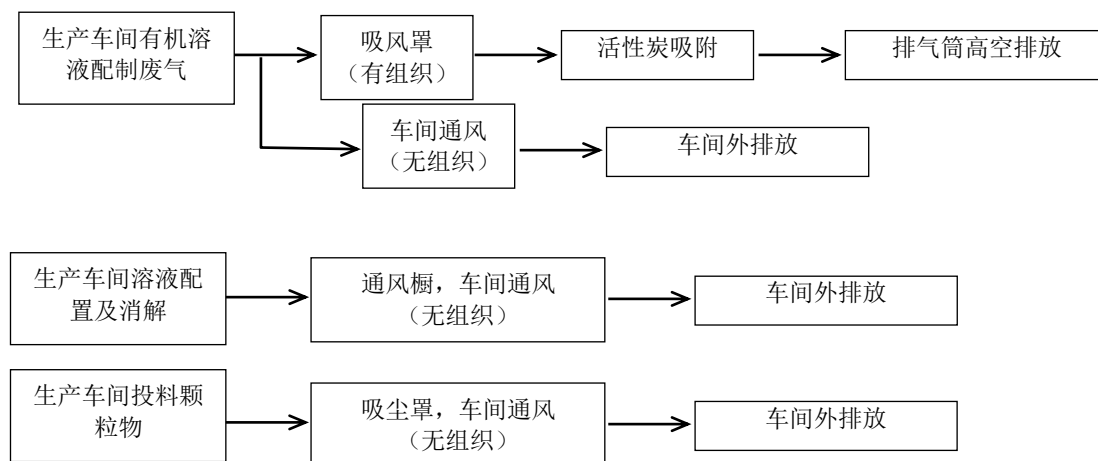 生产车间有机溶
液配制废气
吸风罩
（有组织）
活性炭吸附
排气筒高空排放
车间通风
（无组织）
车间外排放
生产车间溶液配
置及消解
通风橱，车间通风
（无组织）
车间外排放
生产车间投料颗
粒物
吸尘罩，车间通风
（无组织）
车间外排放